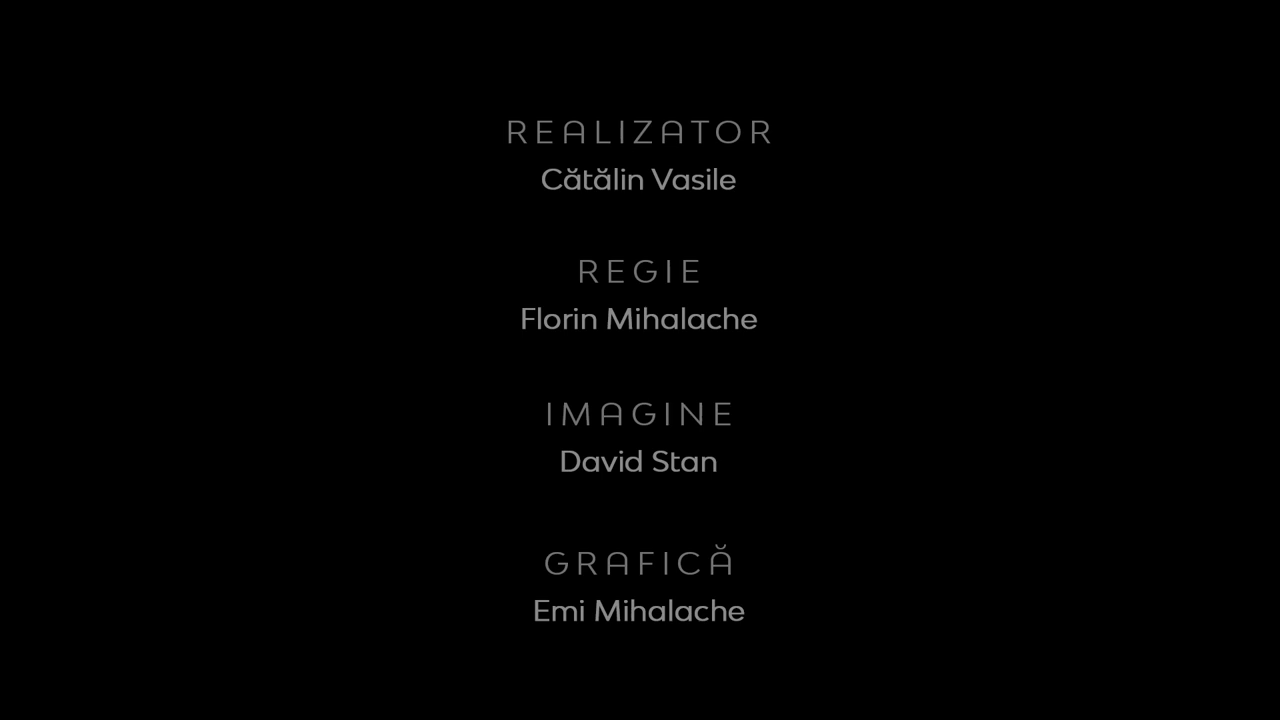 REALIZATOR
Cătălin Vasile
REGIE
Florin Mihalache
IMAGINE
David Stan
GRAFICĂ
Emi Mihalache